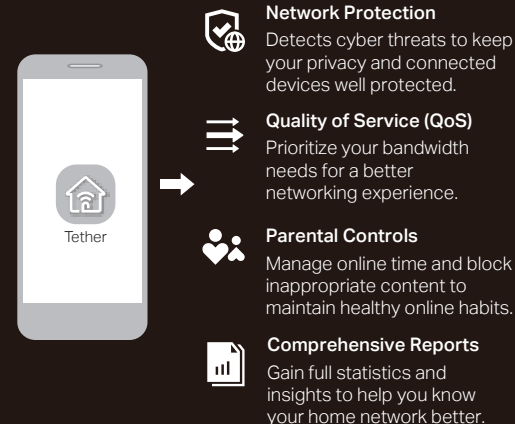 Tether
Network Protection
Detects cyber threats to keep
your privacy and connected
devices well protected.
Quality of Service (QoS)
Prioritize your bandwidth
needs for a better
networking experience.
Parental Controls
Manage online time and block
inappropriate content to
maintain healthy online habits.
Comprehensive Reports
Gain full statistics and
insights to help you know
your home network better.